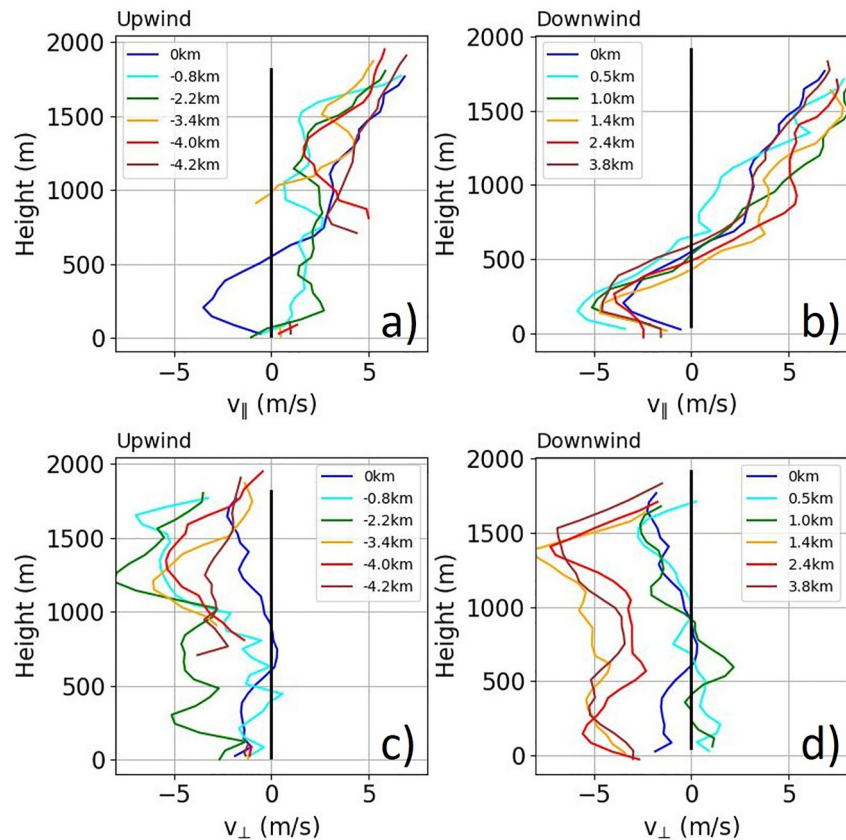 Upwind
2000
1500
1000
500
0
Height (m)
0km
-0.8km
-2.2km
-3.4km
-4.0km
-4.2km
a)
−5 0 5
v∥ (m/s)
Downwind
2000
1500
1000
500
0
Height (m)
0km
0.5km
1.0km
1.4km
2.4km
3.8km
b)
−5 0 5
v∥ (m/s)
Upwind
2000
1500
1000
500
0
Height (m)
0km
-0.8km
-2.2km
-3.4km
-4.0km
-4.2km
c)
−5 0 5
v⊥ (m/s)
Downwind
2000
1500
1000
500
0
Height (m)
0km
0.5km
1.0km
1.4km
2.4km
3.8km
d)
−5 0 5
v⊥ (m/s)